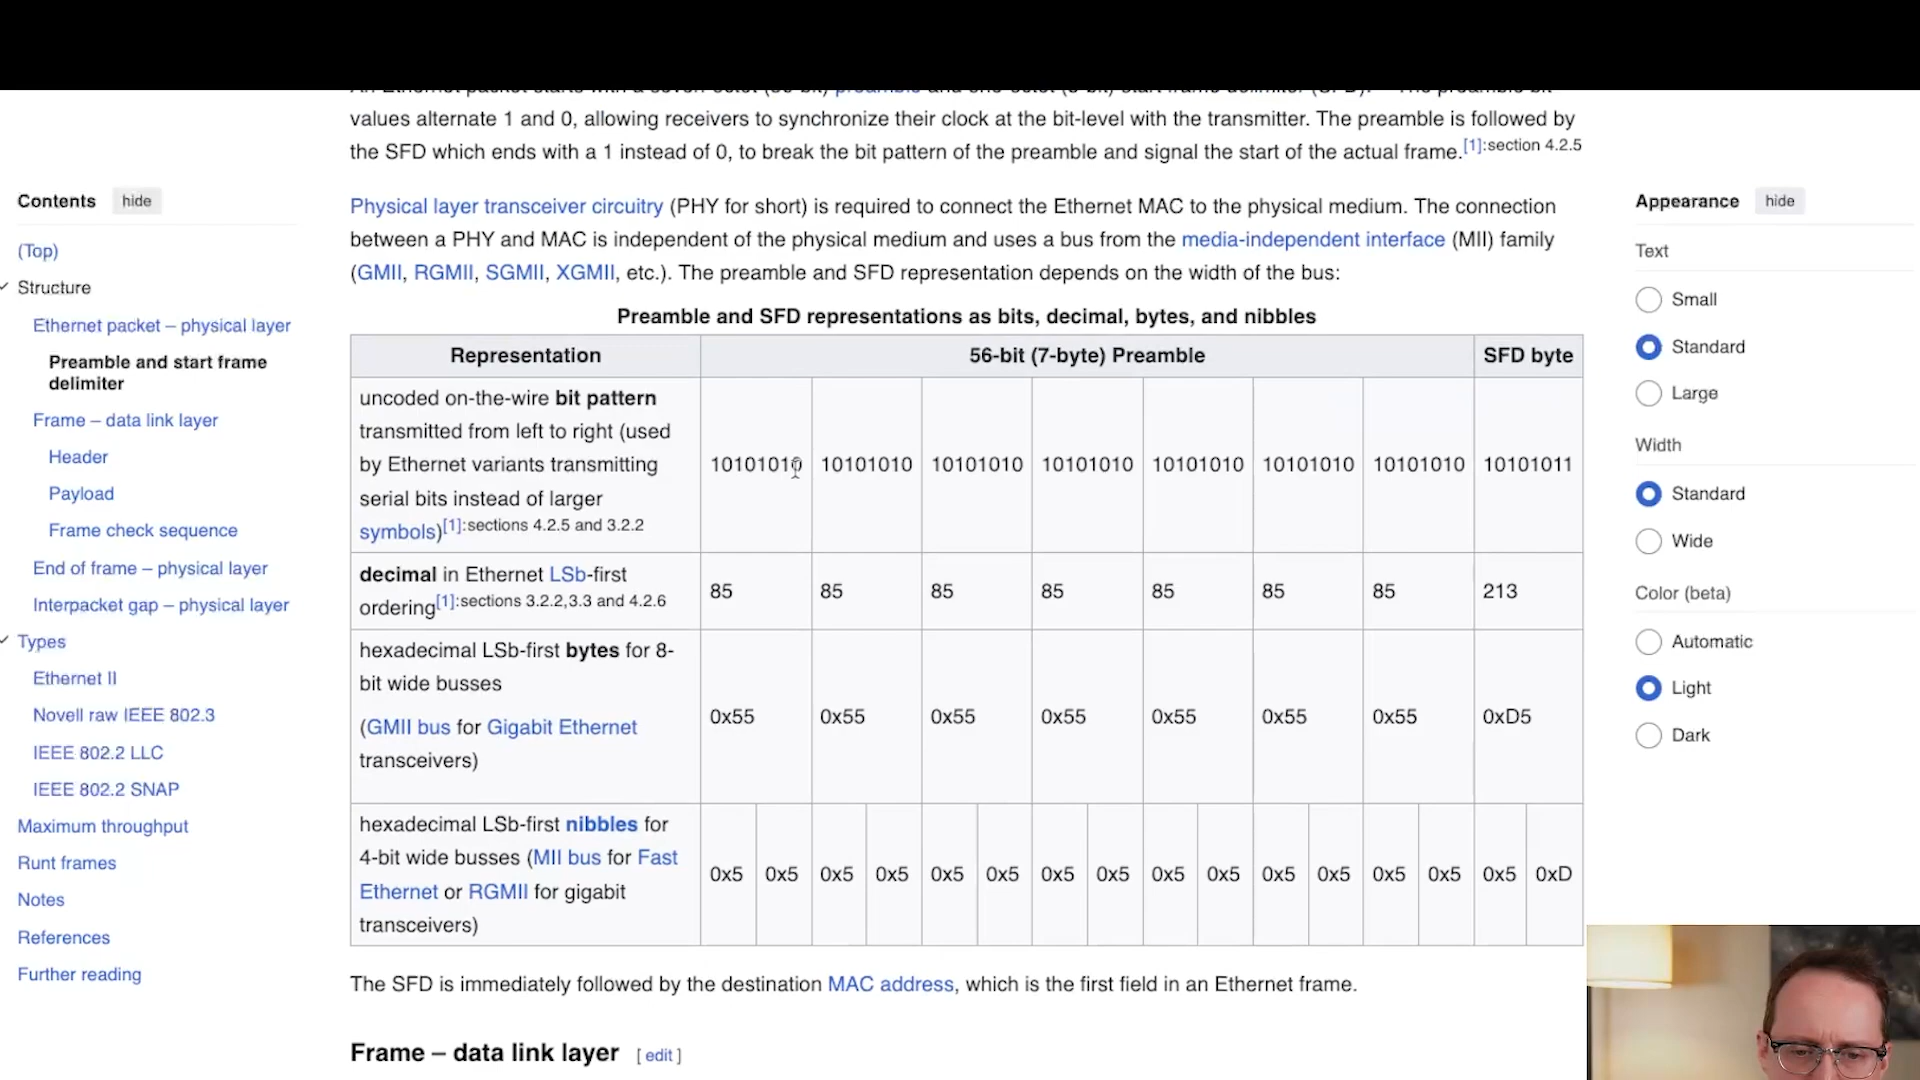 values alternate 1 and 0, allowing receivers to synchronize their clock at the bit-level with the transmitter. The preamble is followed by
the SFD which ends with a 1 instead of 0, to break the bit pattern of the preamble and signal the start of the actual frame.[1]:section 4.2.5
Physical layer transceiver circuitry (PHY for short) is required to connect the Ethernet MAC to the physical medium. The connection
between a PHY and MAC is independent of the physical medium and uses a bus from the media-independent interface (MII) family
(GMII, RGMII, SGMII, XGMII, etc.). The preamble and SFD representation depends on the width of the bus:
Contents hide
(Top)
Structure
Ethernet packet – physical layer
Preamble and start frame
delimiter
Frame – data link layer
Header
Payload
Frame check sequence
End of frame – physical layer
Interpacket gap – physical layer
Types
Ethernet II
Novell raw IEEE 802.3
IEEE 802.2 LLC
IEEE 802.2 SNAP
Maximum throughput
Runt frames
Notes
References
Further reading
Preamble and SFD representations as bits, decimal, bytes, and nibbles
Representation 56-bit (7-byte) Preamble SFD byte
uncoded on-the-wire bit pattern
transmitted from left to right (used
by Ethernet variants transmitting
serial bits instead of larger
symbols)[1]:sections 4.2.5 and 3.2.2
10101010 10101010 10101010 10101010 10101010 10101010 10101010 10101011
decimal in Ethernet LSb-first
ordering[1]:sections 3.2.2,3.3 and 4.2.6
85 85 85 85 85 85 85 213
hexadecimal LSb-first bytes for 8-
bit wide busses
(GMII bus for Gigabit Ethernet
transceivers)
0x55 0x55 0x55 0x55 0x55 0x55 0x55 0xD5
hexadecimal LSb-first nibbles for
4-bit wide busses (MII bus for Fast
Ethernet or RGMII for gigabit
transceivers)
0x5 0x5 0x5 0x5 0x5 0x5 0x5 0x5 0x5 0x5 0x5 0x5 0x5 0x5 0x5 0xD
The SFD is immediately followed by the destination MAC address, which is the first field in an Ethernet frame.
Frame – data link layer [ edit ]
Appearance hide
Text
Small
Standard
Large
Width
Standard
Wide
Color (beta)
Automatic
Light
Dark